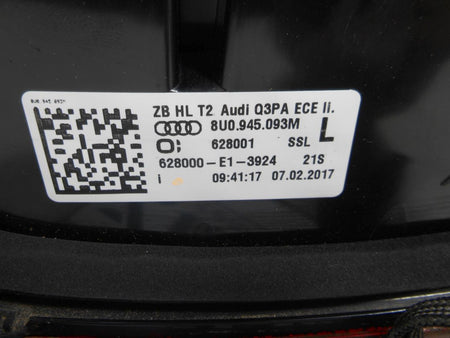 ZB HL T2 Audi Q3PA ECE li.
8U0.945.093M L
628001 SSL
628000-E1-3924 21S
09:41:17 07.02.2017